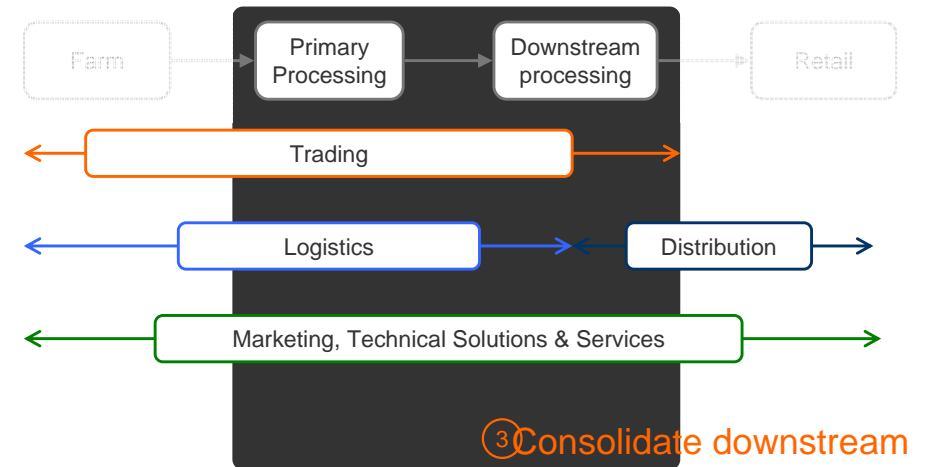 Farm
Primary
Processing
Downstream
processing
Retail
Trading
Logistics
Distribution
Marketing, Technical Solutions & Services
3 Consolidate downstream